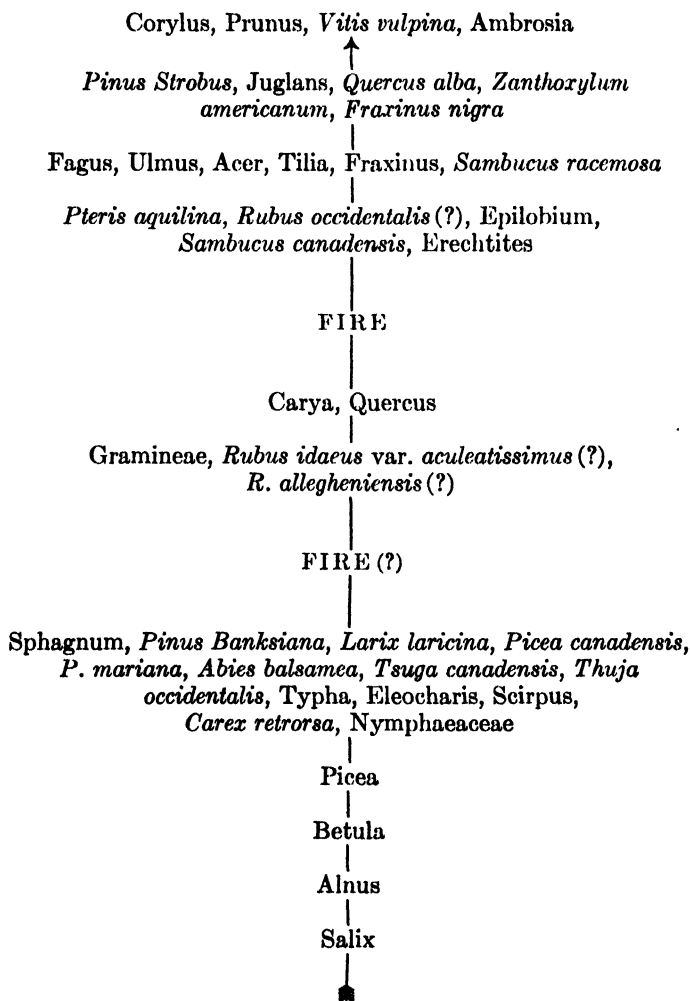 Corylus, Prunus, Vitis vulpina, Ambrosia
Pinus Strobus, Juglans, Quercus alba, Zanthoxylum
americanum, Fraxinus nigra
Fagus, Ulmus, Acer, Tilia, Fraxinus, Sambucus racemosa
Pteris aquilina, Rubus occidentalis (?), Epilobium,
Sambucus canadensis, Erechtites
FIRE
Carya, Quercus
Gramineae, Rubus idaeus var. aculeatissimus (?),
R. allegheniensis (?)
FIRE (?)
Sphagnum, Pinus Banksiana, Larix laricina, Picea canadensis,
P. mariana, Abies balsamea, Tsuga canadensis, Thuja
occidentalis, Typha, Eleocharis, Scirpus,
Carex retrorsa, Nymphaeaceae
Picea
Betula
Alnus
Salix